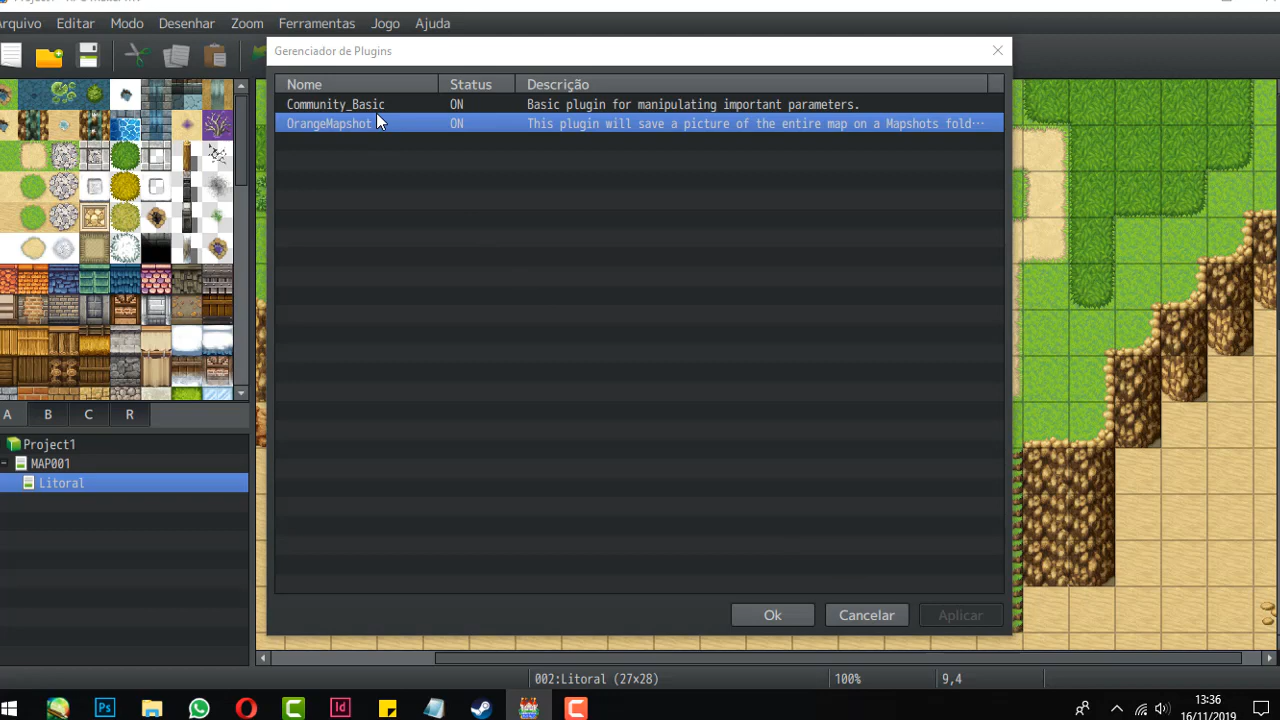 Arquivo Editar Modo Desenhar Zoom Ferramentas Jogo Ajuda
Gerenciador de Plugins
Nome Status Descrição
Community_Basic ON Basic plugin for manipulating important parameters.
OrangeMapshot ON This plugin will save a picture of the entire map on a Mapshots fold···
A B C R
Project1
MAP001
Litoral
Ok Cancelar Aplicar
002:Litoral (27x28) 100% 9,4
Ps Id
13:36
16/11/2019